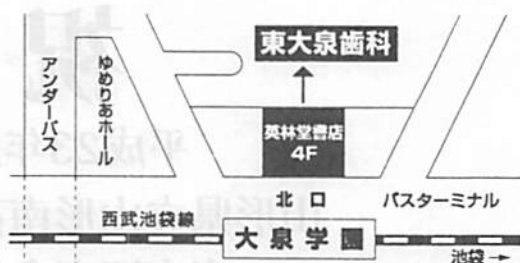 東大泉歯科
アンダーパス
ゆめりあホール
英林堂書店
4F
北口
バスターミナル
西武池袋線
大泉学園
池袋→